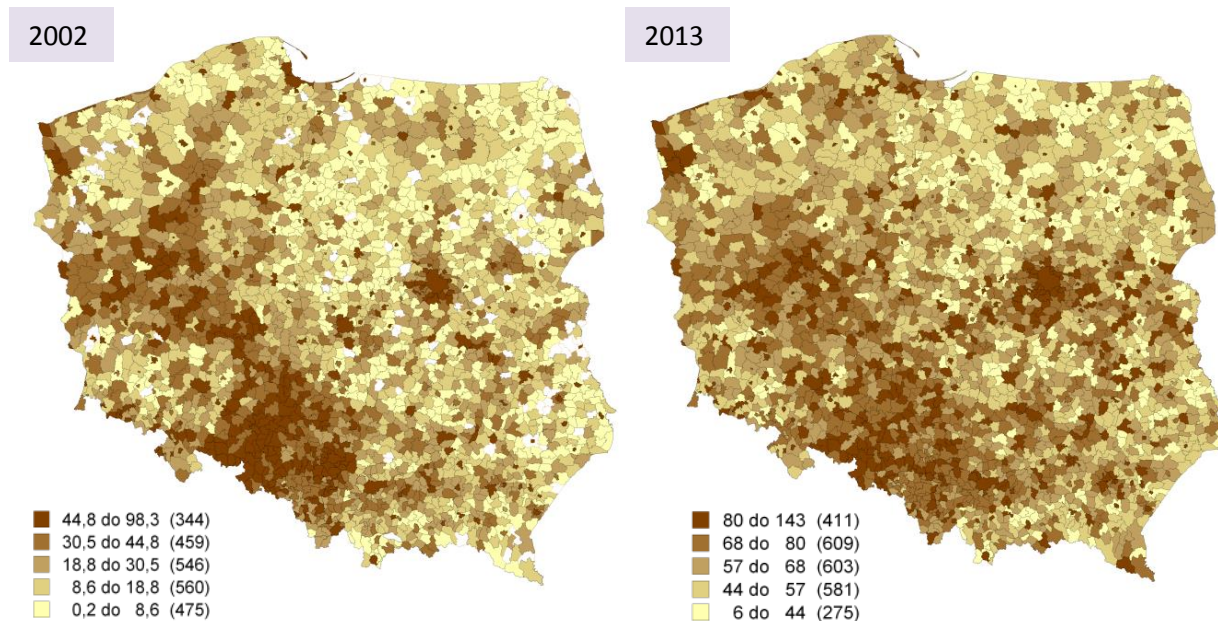 2002
44,8 do 98,3 (344)
30,5 do 44,8 (459)
18,8 do 30,5 (546)
8,6 do 18,8 (560)
0,2 do 8,6 (475)
2013
80 do 143 (411)
68 do 80 (609)
57 do 68 (603)
44 do 57 (581)
6 do 44 (275)